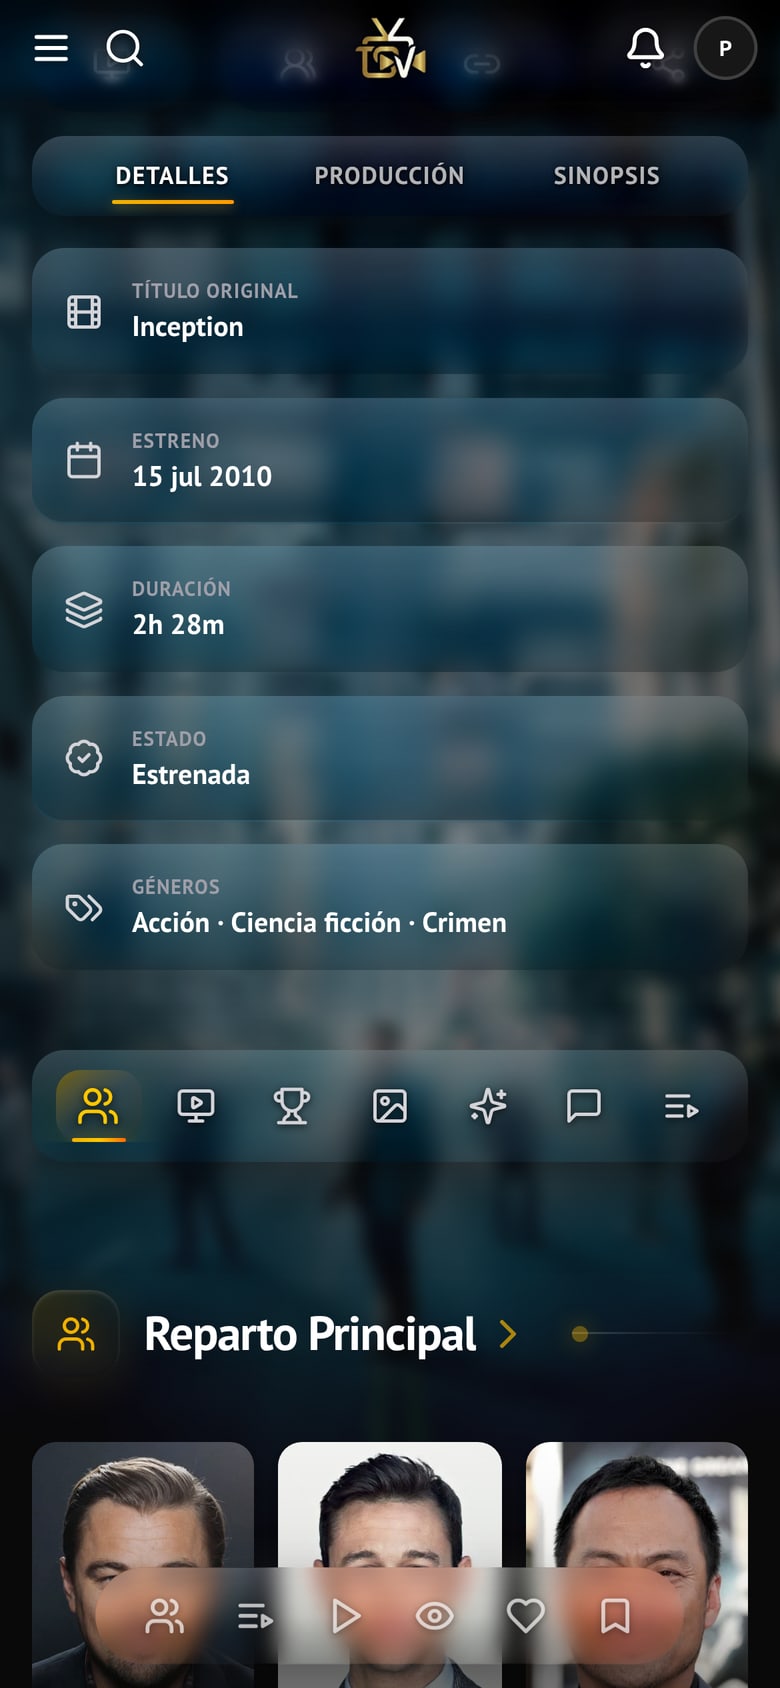 TSV
P
DETALLES PRODUCCIÓN SINOPSIS
TÍTULO ORIGINAL
Inception
ESTRENO
15 jul 2010
DURACIÓN
2h 28m
ESTADO
Estrenada
GÉNEROS
Acción · Ciencia ficción · Crimen
Reparto Principal